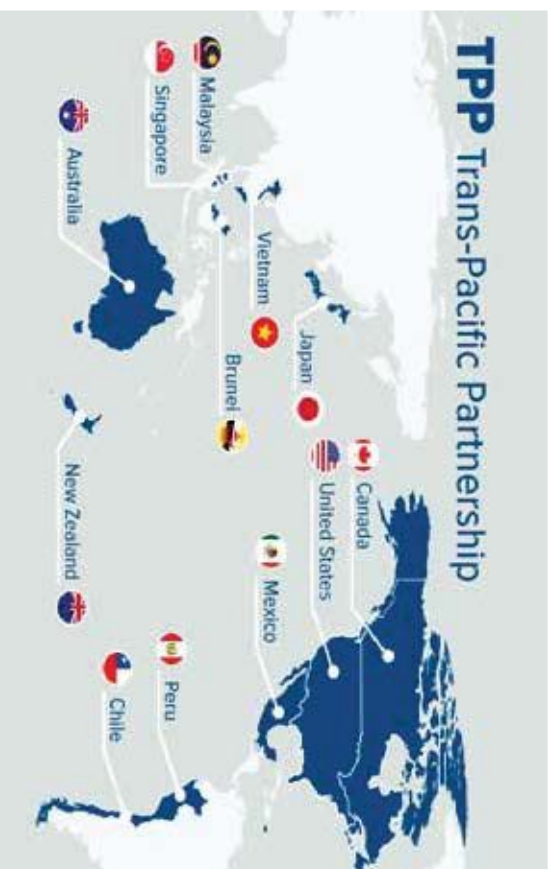 TPP Trans-Pacific Partnership
Canada
United States
Japan
Mexico
Vietnam
Malaysia
Brunei
Singapore
Peru
Chile
Australia
New Zealand